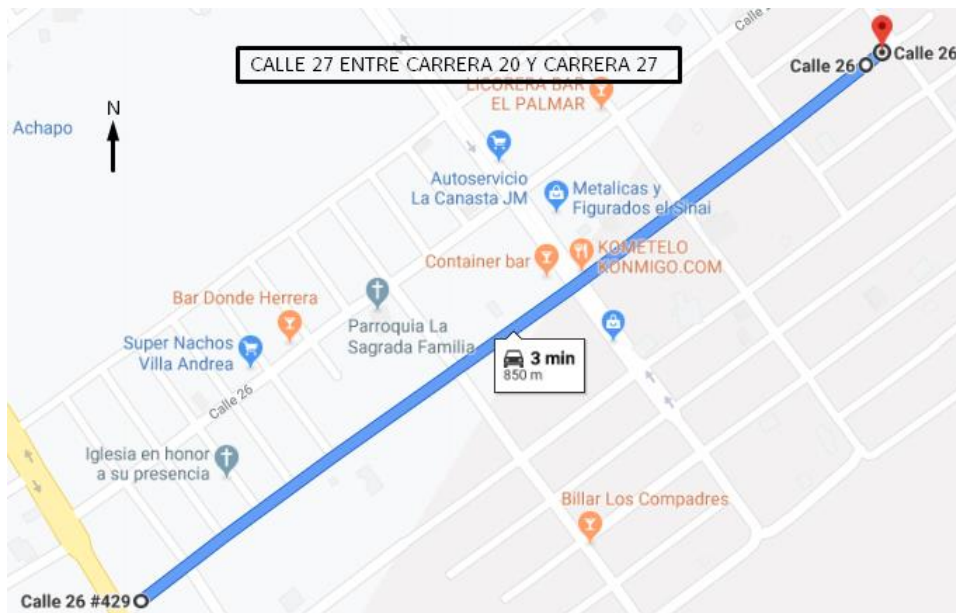 Calle 2
CALLE 27 ENTRE CARRERA 20 Y CARRERA 27
Calle 26
Calle 26
LICORERA BAR
EL PALMAR
N
Achapo
Autoservicio
La Canasta JM
Metalicas y
Figurados el Sinai
KOMETELO
KONMIGO.COM
Container bar
Bar Donde Herrera
Parroquia La
Sagrada Familia
Super Nachos
Villa Andrea
3 min
850 m
Calle 26
Iglesia en honor
a su presencia
Billar Los Compadres
Calle 26 #429